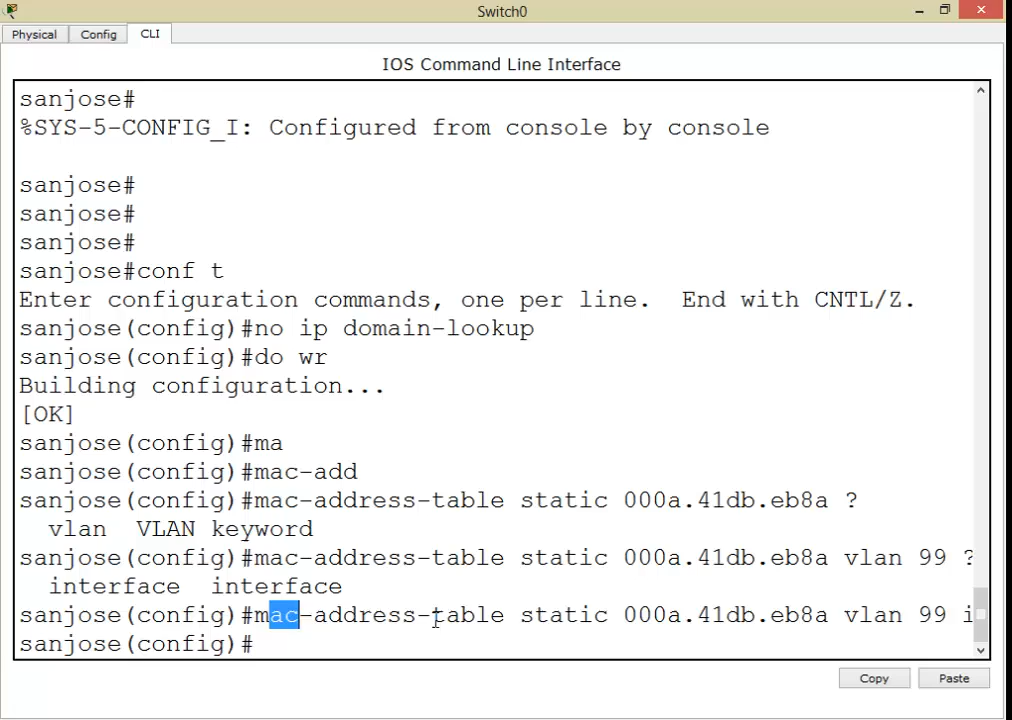 Switch0
Physical Config CLI
IOS Command Line Interface
sanjose#
%SYS-5-CONFIG_I: Configured from console by console
sanjose#
sanjose#
sanjose#
sanjose#conf t
Enter configuration commands, one per line.  End with CNTL/Z.
sanjose(config)#no ip domain-lookup
sanjose(config)#do wr
Building configuration...
[OK]
sanjose(config)#ma
sanjose(config)#mac-add
sanjose(config)#mac-address-table static 000a.41db.eb8a ?
  vlan  VLAN keyword
sanjose(config)#mac-address-table static 000a.41db.eb8a vlan 99 ?
  interface  interface
sanjose(config)#mac-address-table static 000a.41db.eb8a vlan 99 i
sanjose(config)#
Copy Paste